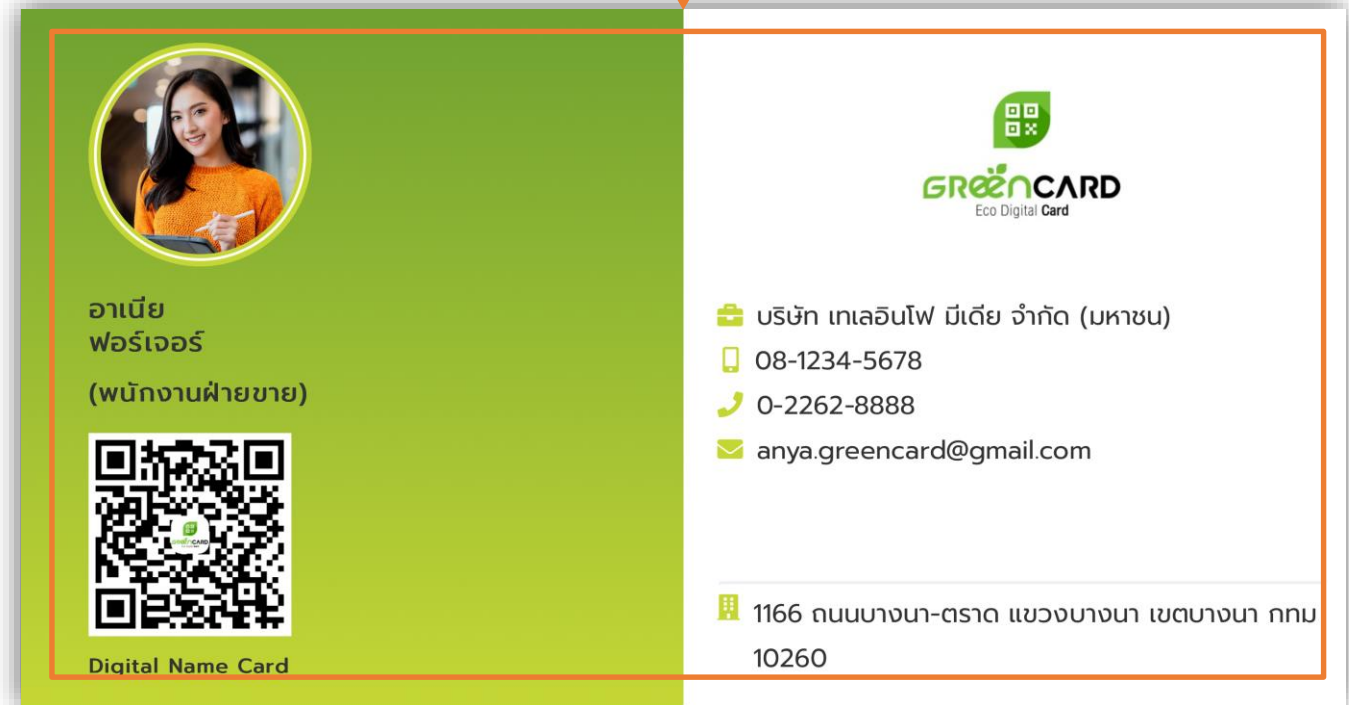 อาเนีย
ฟอร์เจอร์
(พนักงานฝ่ายขาย)
Digital Name Card
GREENCARD
Eco Digital Card
บริษัท เทเลอินโฟ มีเดีย จำกัด (มหาชน)
08-1234-5678
0-2262-8888
anya.greencard@gmail.com
1166 ถนนบางนา-ตราด แขวงบางนา เขตบางนา กทม
10260